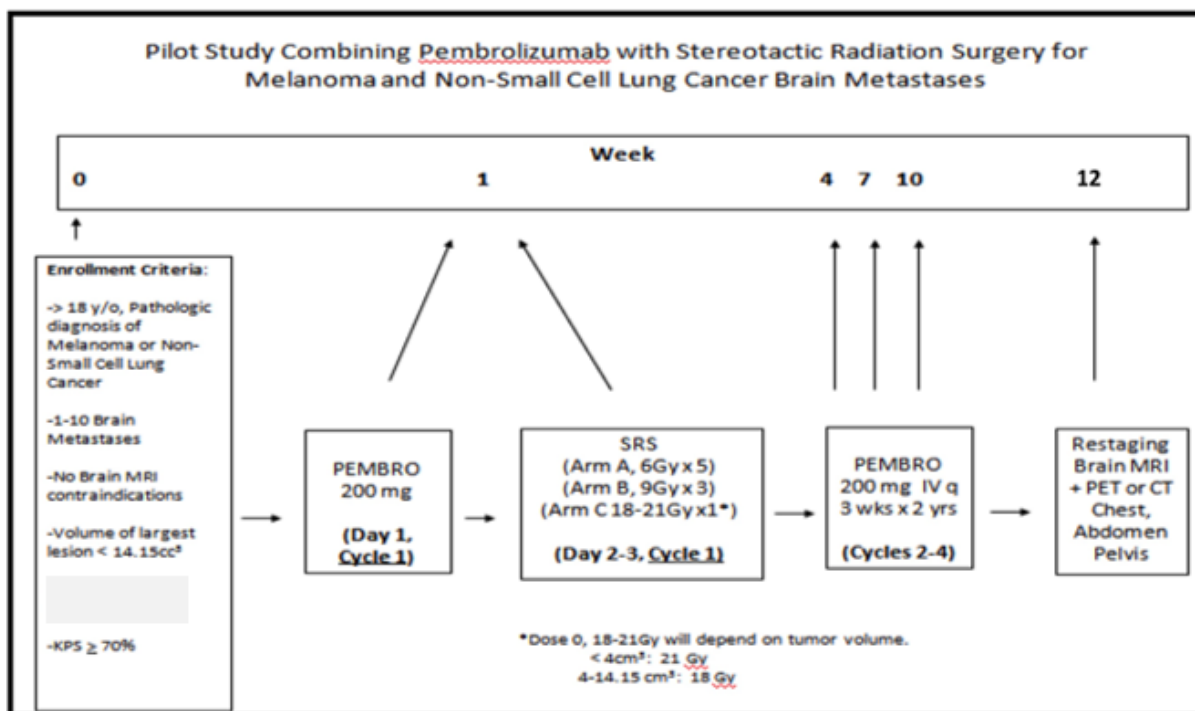 Pilot Study Combining Pembrolizumab with Stereotactic Radiation Surgery for
Melanoma and Non-Small Cell Lung Cancer Brain Metastases
Week
0 1 4 7 10 12
Enrollment Criteria:
-> 18 y/o, Pathologic
diagnosis of
Melanoma or Non-
Small Cell Lung
Cancer
-1-10 Brain
Metastases
-No Brain MRI
contraindications
-Volume of largest
lesion < 14.15cc³
-KPS ≥ 70%
PEMBRO
200 mg
(Day 1,
Cycle 1)
SRS
(Arm A, 6Gy x 5)
(Arm B, 9Gy x 3)
(Arm C 18-21Gy x1*)
(Day 2-3, Cycle 1)
PEMBRO
200 mg IV q
3 wks x 2 yrs
(Cycles 2-4)
Restaging
Brain MRI
+ PET or CT
Chest,
Abdomen
Pelvis
*Dose 0, 18-21Gy will depend on tumor volume.
< 4cm³: 21 Gy
4-14.15 cm³: 18 Gy